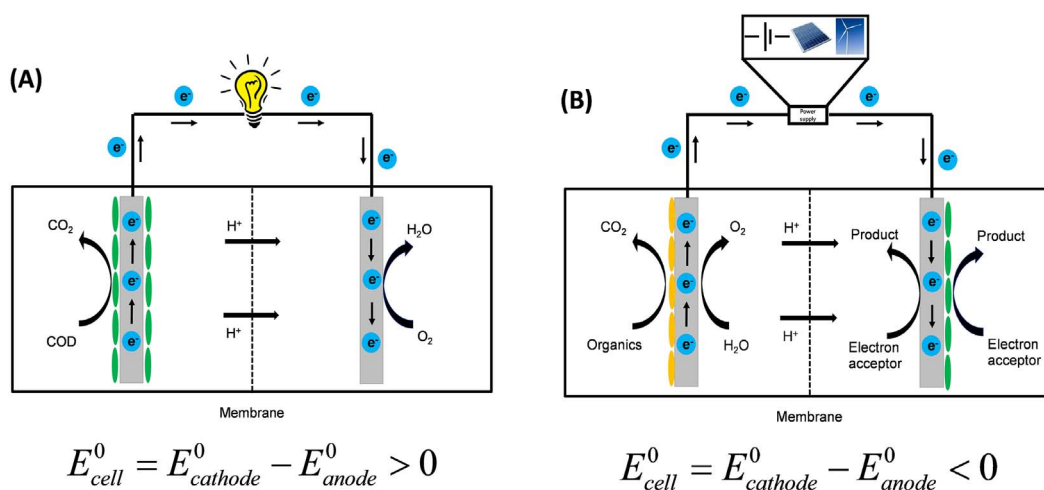 (A)
e⁻
e⁻
e⁻
e⁻
CO₂
COD
e⁻
e⁻
e⁻
H⁺
H⁺
e⁻
e⁻
e⁻
H₂O
O₂
Membrane
E⁰cell = E⁰cathode − E⁰anode > 0
(B)
Power
supply
e⁻
e⁻
e⁻
e⁻
CO₂
Organics
e⁻
e⁻
e⁻
O₂
H₂O
H⁺
H⁺
Product
Electron
acceptor
e⁻
e⁻
e⁻
Product
Electron
acceptor
Membrane
E⁰cell = E⁰cathode − E⁰anode < 0